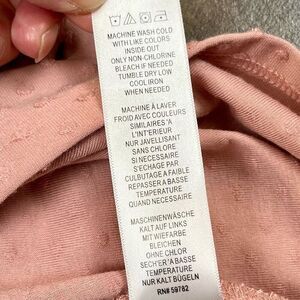 MACHINE WASH COLD
WITH LIKE COLORS
INSIDE OUT
ONLY NON-CHLORINE
BLEACH IF NEEDED
TUMBLE DRY LOW
COOL IRON
WHEN NEEDED
MACHINE À LAVER
FROID AVEC COULEURS
SIMILAIRES 'A
L'INTERIEUR
NUR JAVELLISANT
SANS CHLORE
SI NECESSAIRE
S'ECHAPE PAR
CULBUTAGE A FAIBLE
REPASSER A BASSE
TEMPERATURE
QUAND NECESSAIRE
MASCHINENWÄSCHE
KALT AUF LINKS
MIT WIEFARBE
BLEICHEN
OHNE CHLOR
SECH'ER A BASSE
TEMPERATURE
NUR KALT BÜGELN
RN# 59782